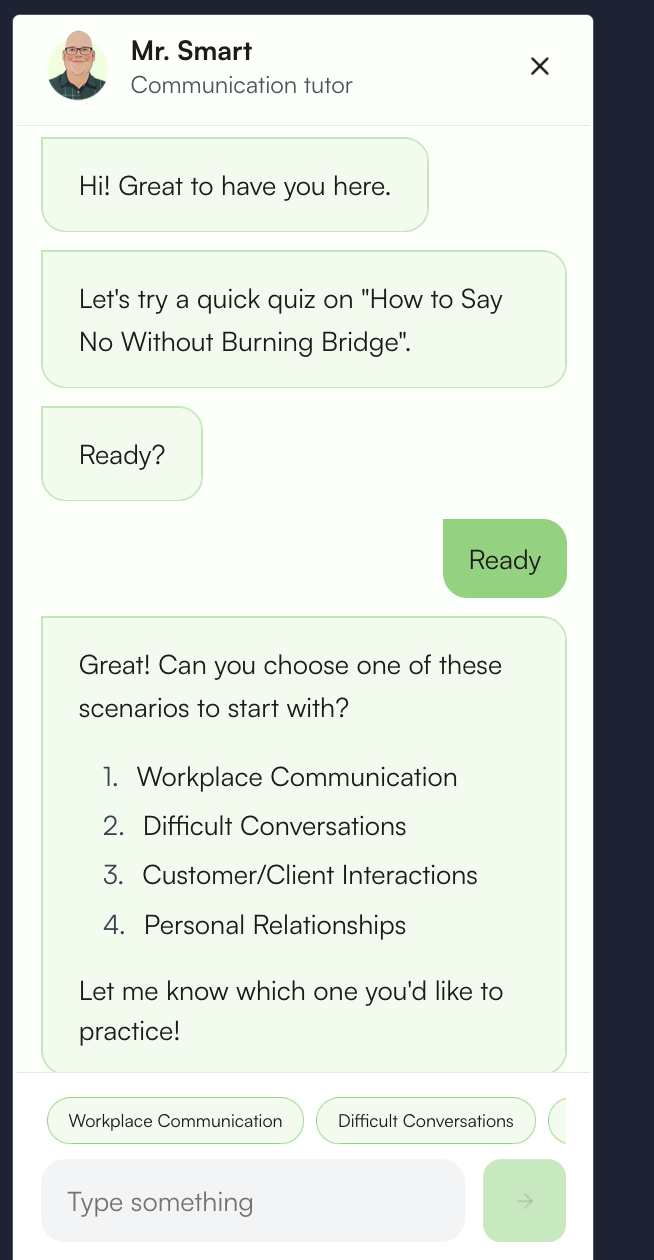 Mr. Smart
Communication tutor
Hi! Great to have you here.
Let's try a quick quiz on "How to Say
No Without Burning Bridge".
Ready?
Ready
Great! Can you choose one of these
scenarios to start with?
1. Workplace Communication
2. Difficult Conversations
3. Customer/Client Interactions
4. Personal Relationships
Let me know which one you'd like to
practice!
Workplace Communication
Difficult Conversations
Type something